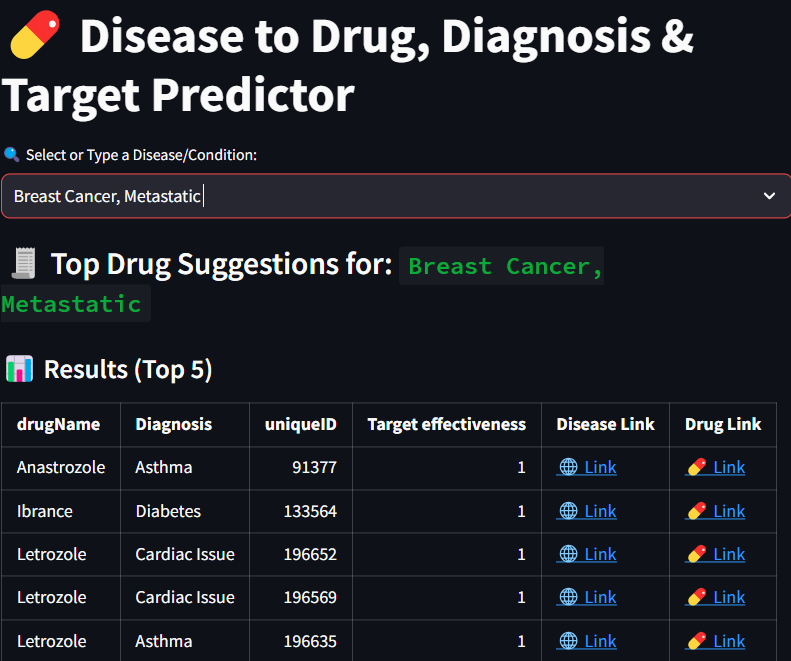 Disease to Drug, Diagnosis &
Target Predictor
Select or Type a Disease/Condition:
Breast Cancer, Metastatic
Top Drug Suggestions for: Breast Cancer,
Metastatic
Results (Top 5)
drugName Diagnosis uniqueID Target effectiveness Disease Link Drug Link
Anastrozole Asthma 91377 1 Link Link
Ibrance Diabetes 133564 1 Link Link
Letrozole Cardiac Issue 196652 1 Link Link
Letrozole Cardiac Issue 196569 1 Link Link
Letrozole Asthma 196635 1 Link Link